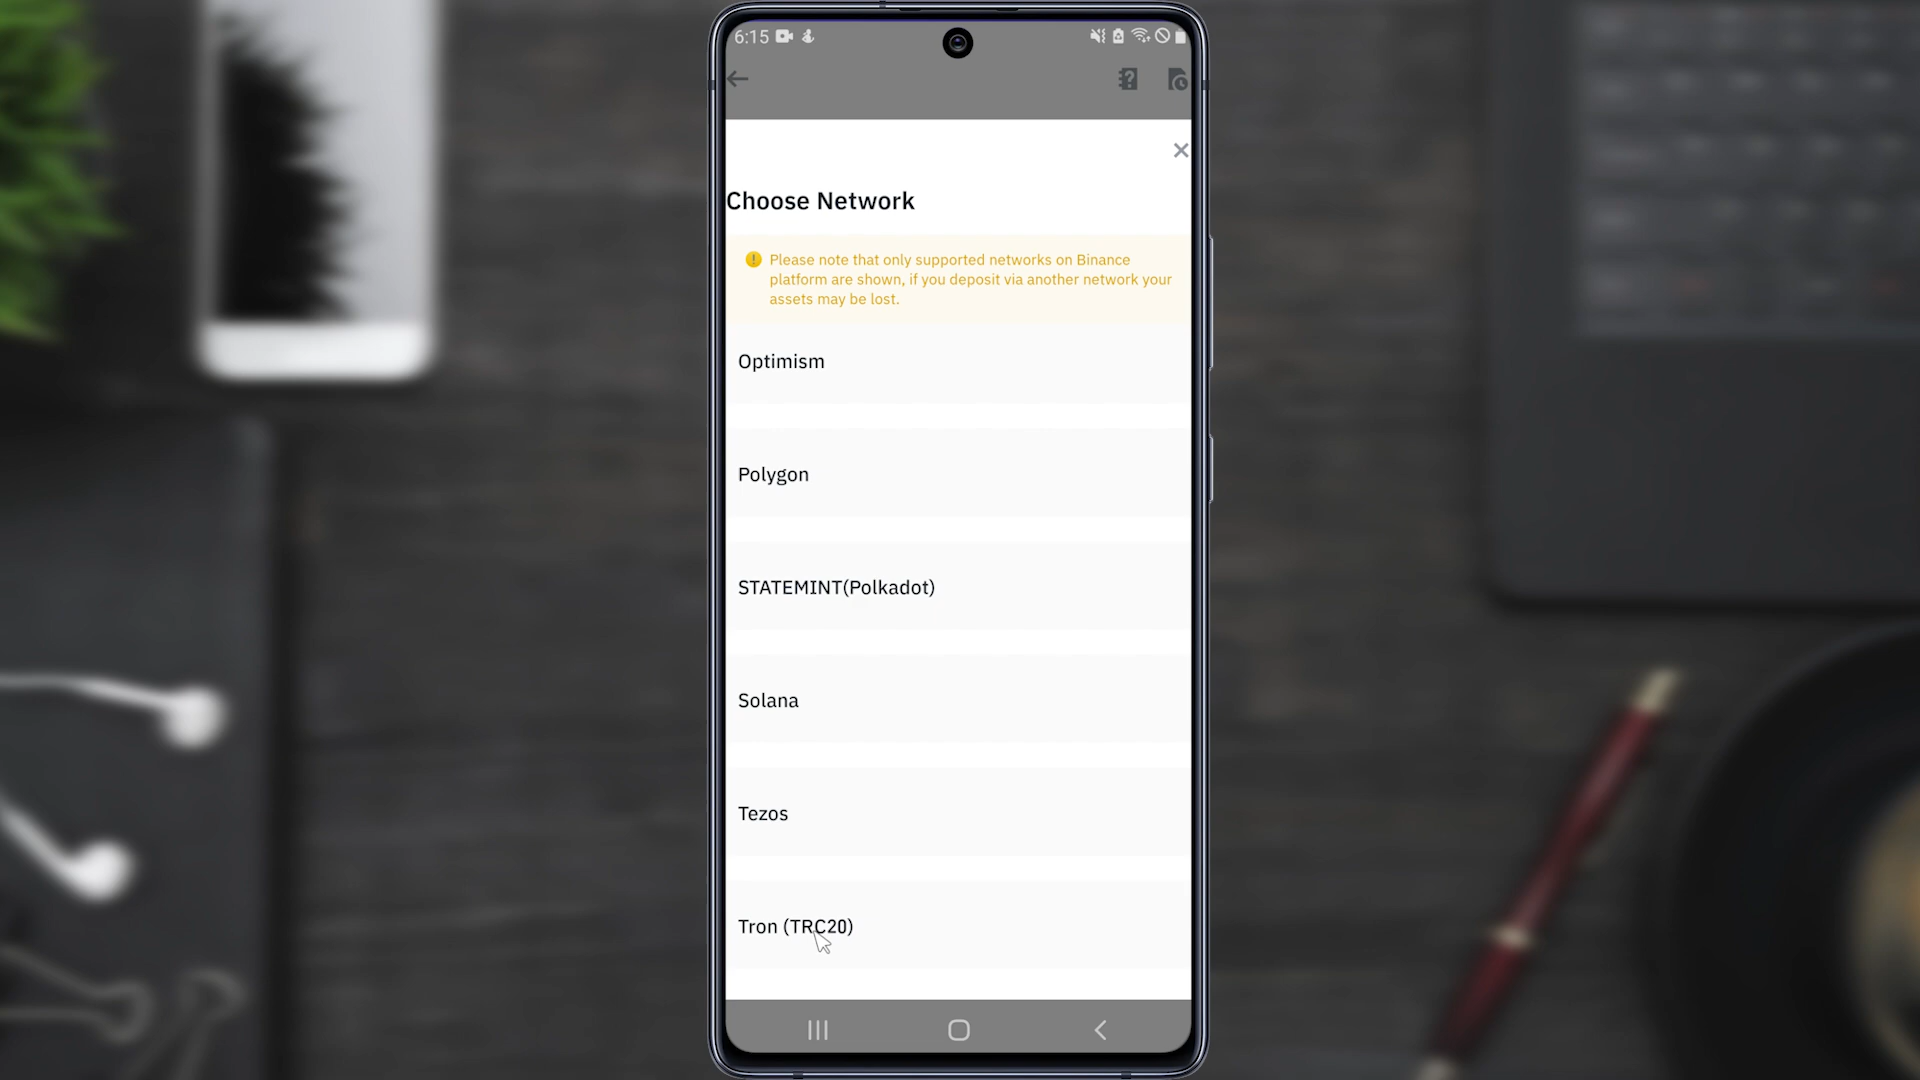 6:15
Choose Network
Please note that only supported networks on Binance
platform are shown, if you deposit via another network your
assets may be lost.
Optimism
Polygon
STATEMINT(Polkadot)
Solana
Tezos
Tron (TRC20)